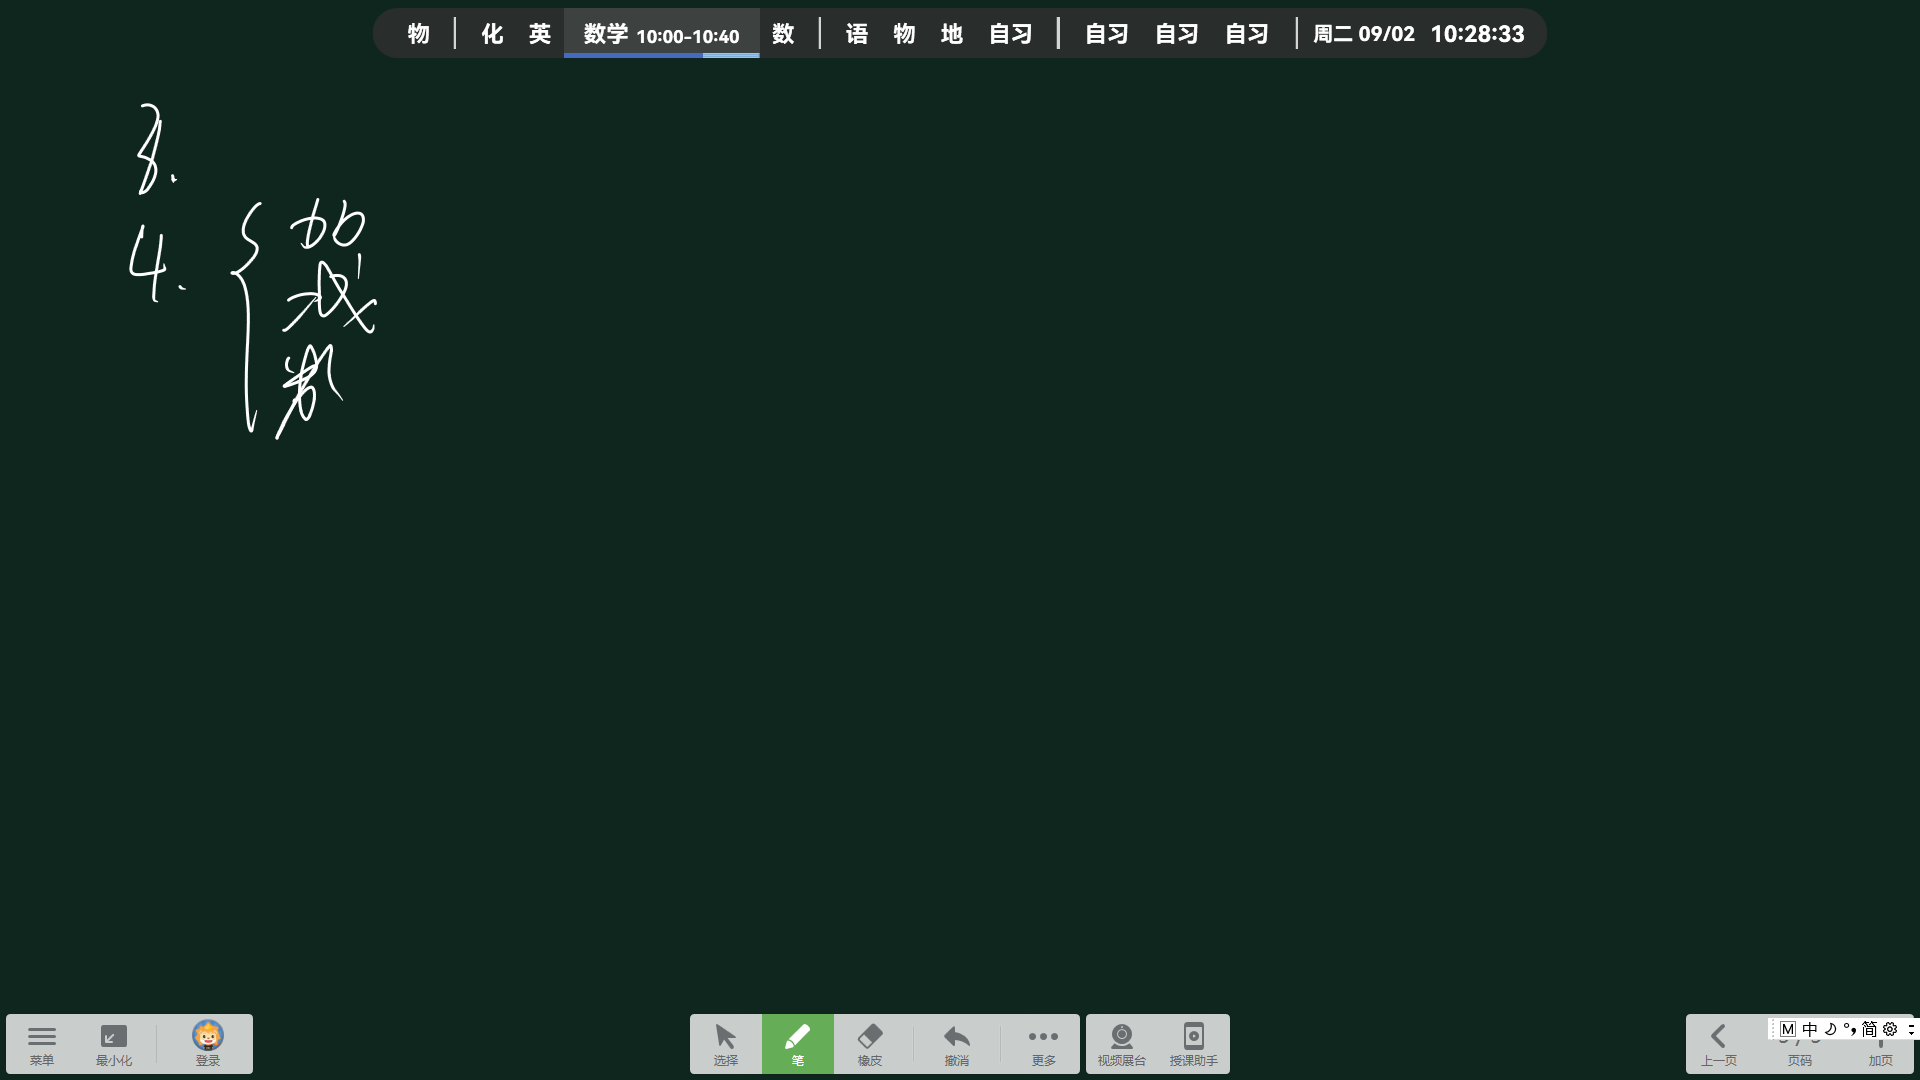 物 | 化 英 数学 10:00-10:40 数 | 语 物 地 自习 | 自习 自习 自习 | 周二 09/02 10:28:33
3.
4. { 加
减
数
菜单 最小化 登录 选择 笔 橡皮 撤消 更多 视频展台 授课助手 上一页 页码 加页
M 中 简